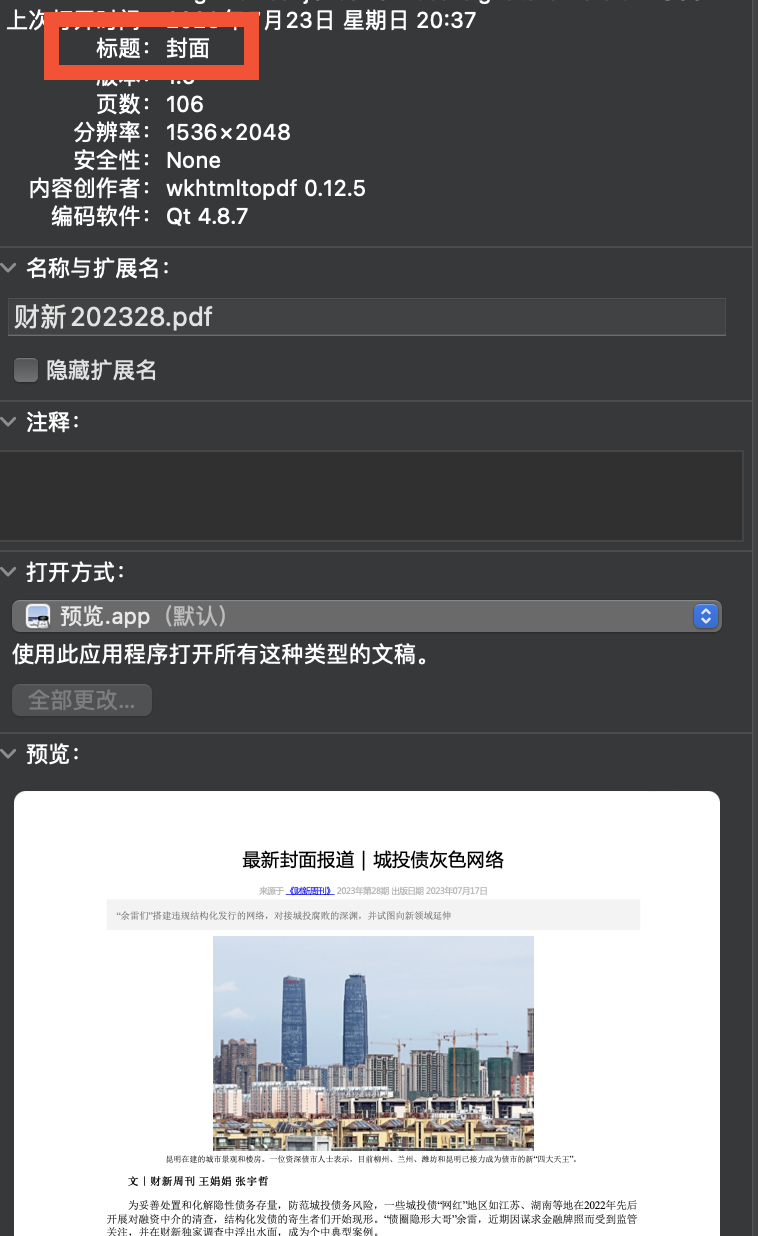 上次打开时间：2023年7月23日 星期日 20:37
标题：封面
版本：
页数：106
分辨率：1536×2048
安全性：None
内容创作者：wkhtmltopdf 0.12.5
编码软件：Qt 4.8.7
名称与扩展名：
财新202328.pdf
隐藏扩展名
注释：
打开方式：
预览.app（默认）
使用此应用程序打开所有这种类型的文稿。
全部更改...
预览：
最新封面报道｜城投债灰色网络
来源于 《财新周刊》 2023年第28期 出版日期 2023年07月17日
“余雷们”搭建违规结构化发行的网络，对接城投腐败的深渊，并试图向新领域延伸
昆明在建的城市景观和楼房。一位资深债市人士表示，目前柳州、兰州、潍坊和昆明已接力成为债市的新“四大天王”。
文｜财新周刊 王娟娟 张宇哲
为妥善处置和化解隐性债务存量，防范城投债务风险，一些城投债“网红”地区如江苏、湖南等地在2022年先后
开展对融资中介的清查，结构化发债的寄生者们开始现形。“债圈隐形大哥”余雷，近期因谋求金融牌照而受到监管
关注，并在财新独家调查中浮出水面，成为个中典型案例。